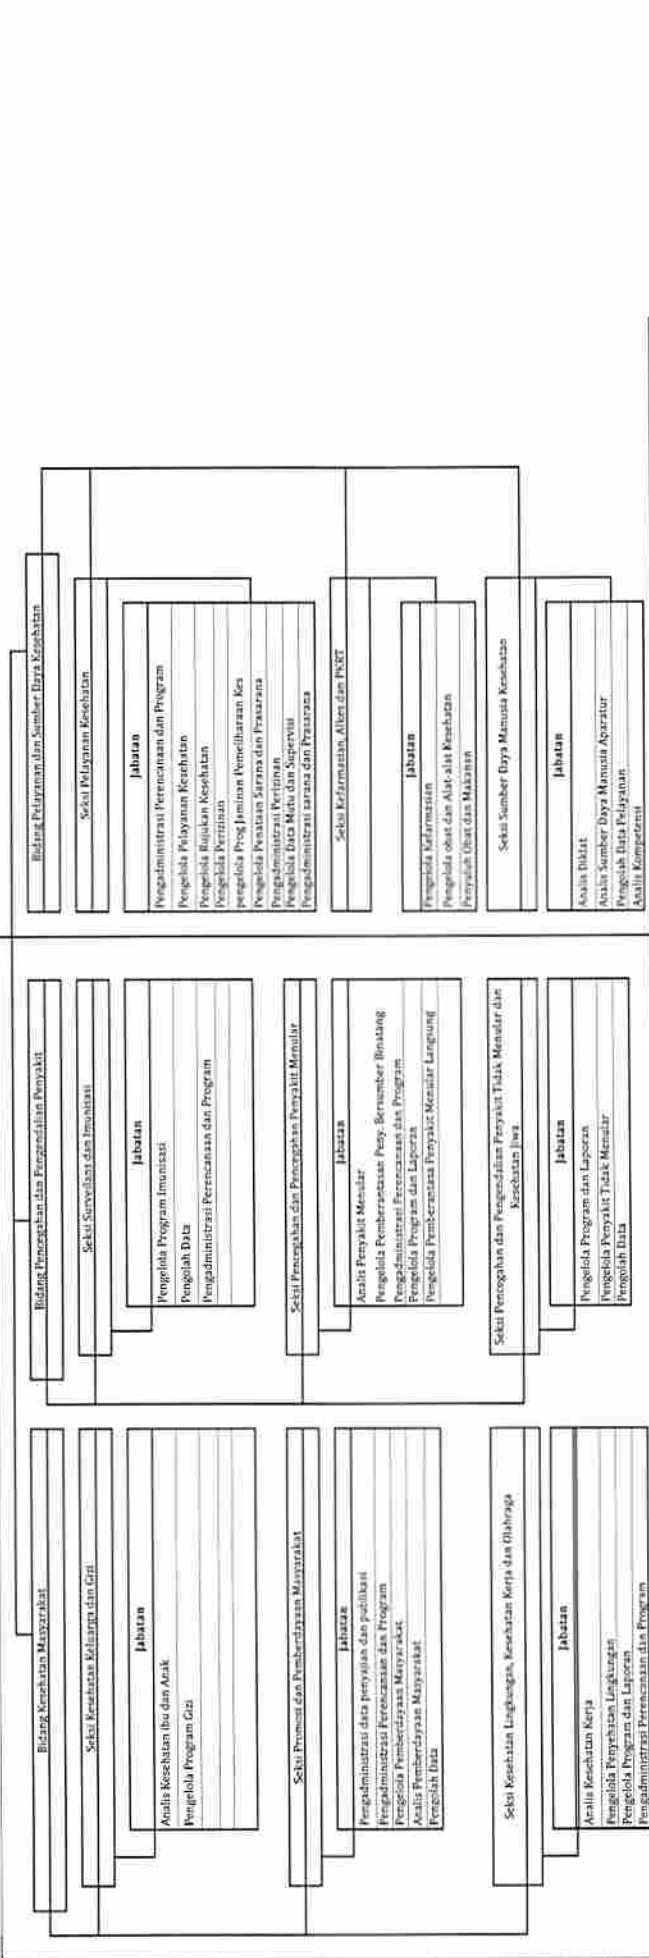 Bidang Kesehatan Masyarakat
Seksi Kesehatan Keluarga dan Gizi
Jabatan
Analis Kesehatan Ibu dan Anak
Pengelola Program Gizi
Seksi Promosi dan Pemberdayaan Masyarakat
Jabatan
Pengadministrasi data penyajian dan publikasi
Pengadministrasi Perencanaan dan Program
Pengelola Pemberdayaan Masyarakat
Analis Pemberdayaan Masyarakat
Pengolah Data
Seksi Kesehatan Lingkungan, Kesehatan Kerja dan Olahraga
Jabatan
Analis Kesehatan Kerja
Pengelola Penyehatan Lingkungan
Pengelola Program dan Laporan
Pengadministrasi Perencanaan dan Program
Bidang Pencegahan dan Pengendalian Penyakit
Seksi Surveilans dan Imunisasi
Jabatan
Pengelola Program Imunisasi
Pengolah Data
Pengadministrasi Perencanaan dan Program
Seksi Pencegahan dan Pencegahan Penyakit Menular
Jabatan
Analis Penyakit Menular
Pengelola Pemberantasan Peny. Bersumber Binatang
Pengadministrasi Perencanaan dan Program
Pengelola Program dan Laporan
Pengelola Pemberantana Penyakit Menular Langsung
Seksi Pencegahan dan Pengendalian Penyakit Tidak Menular dan
Kesehatan Jiwa
Jabatan
Pengelola Program dan Laporan
Pengelola Penyakit Tidak Menular
Pengolah Data
Bidang Pelayanan dan Sumber Daya Kesehatan
Seksi Pelayanan Kesehatan
Jabatan
Pengadministrasi Perencanaan dan Program
Pengelola Pelayanan Kesehatan
Pengelola Rujukan Kesehatan
Pengelola Perizinan
pengelola Prog Jaminan Pemeliharaan Kes
Pengelola Penataan Sarana dan Prasarana
Pengadministrasi Perizinan
Pengelola Data Mutu dan Supervisi
Pengadministrasi sarana dan Prasarana
Seksi Kefarmasian, Alkes dan PKRT
Jabatan
Pengelola Kefarmasian
Pengelola obat dan Alat-alat Kesehatan
Penyuluh Obat dan Makanan
Seksi Sumber Daya Manusia Kesehatan
Jabatan
Analis Diklat
Analis Sumber Daya Manusia Aparatur
Pengolah Data Pelayanan
Analis Kompetensi